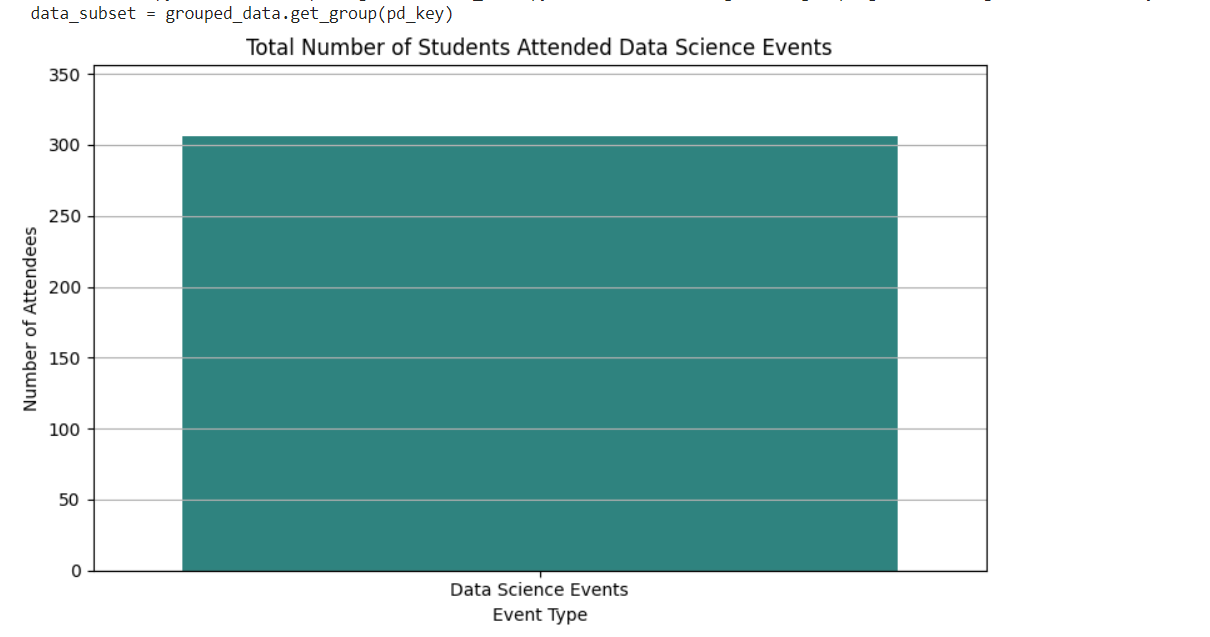 data_subset = grouped_data.get_group(pd_key)
Total Number of Students Attended Data Science Events
350
300
250
200
150
100
50
0
Number of Attendees
Data Science Events
Event Type